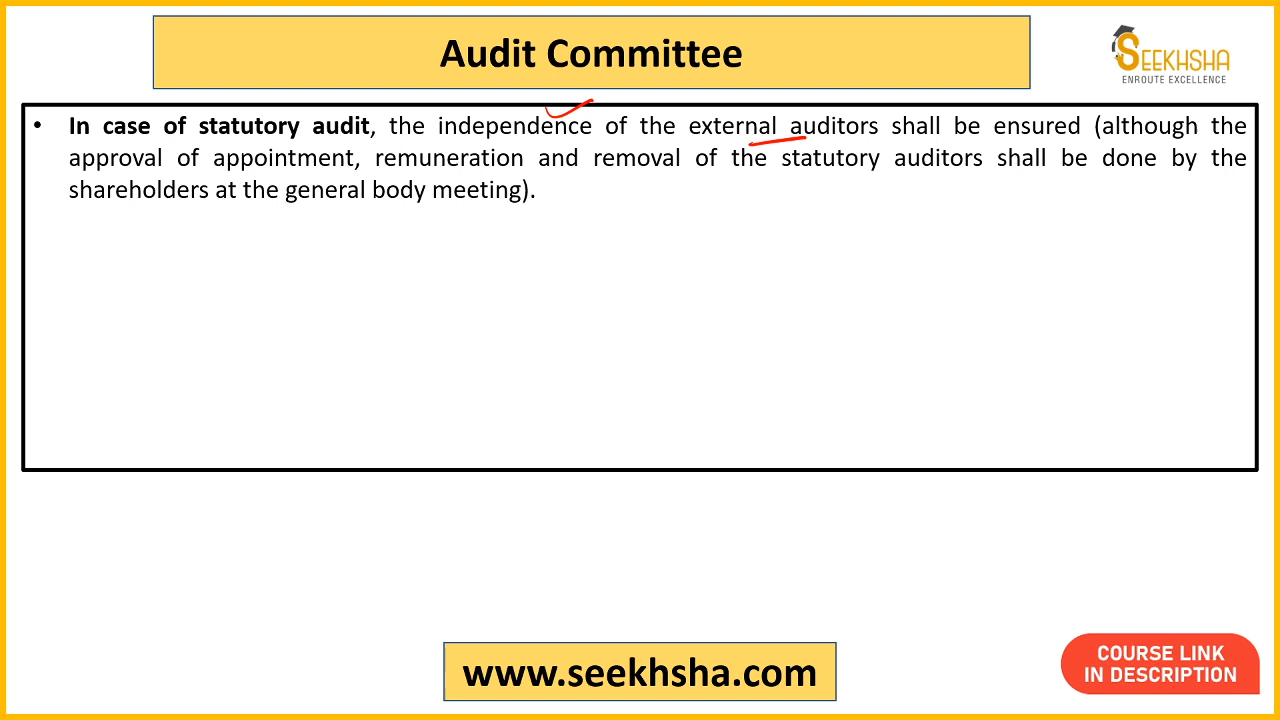 Audit Committee
SEEKHSHA
ENROUTE EXCELLENCE
• In case of statutory audit, the independence of the external auditors shall be ensured (although the
approval of appointment, remuneration and removal of the statutory auditors shall be done by the
shareholders at the general body meeting).
www.seekhsha.com
COURSE LINK
IN DESCRIPTION